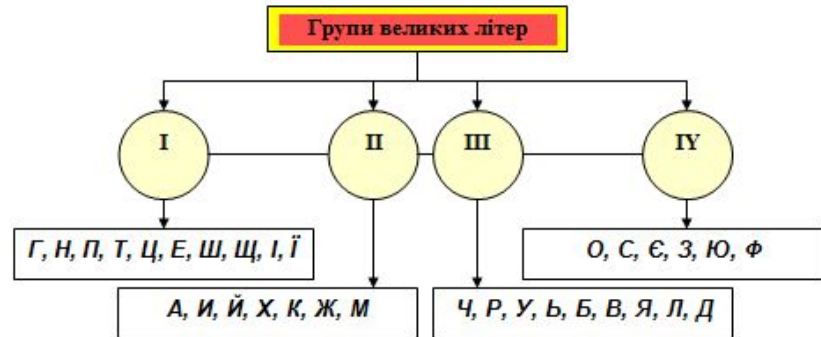 Групи великих літер
I
II
III
IY
Г, Н, П, Т, Ц, Е, Ш, Щ, І, Ї
О, С, Є, З, Ю, Ф
А, И, Й, Х, К, Ж, М
Ч, Р, У, Ь, Б, В, Я, Л, Д